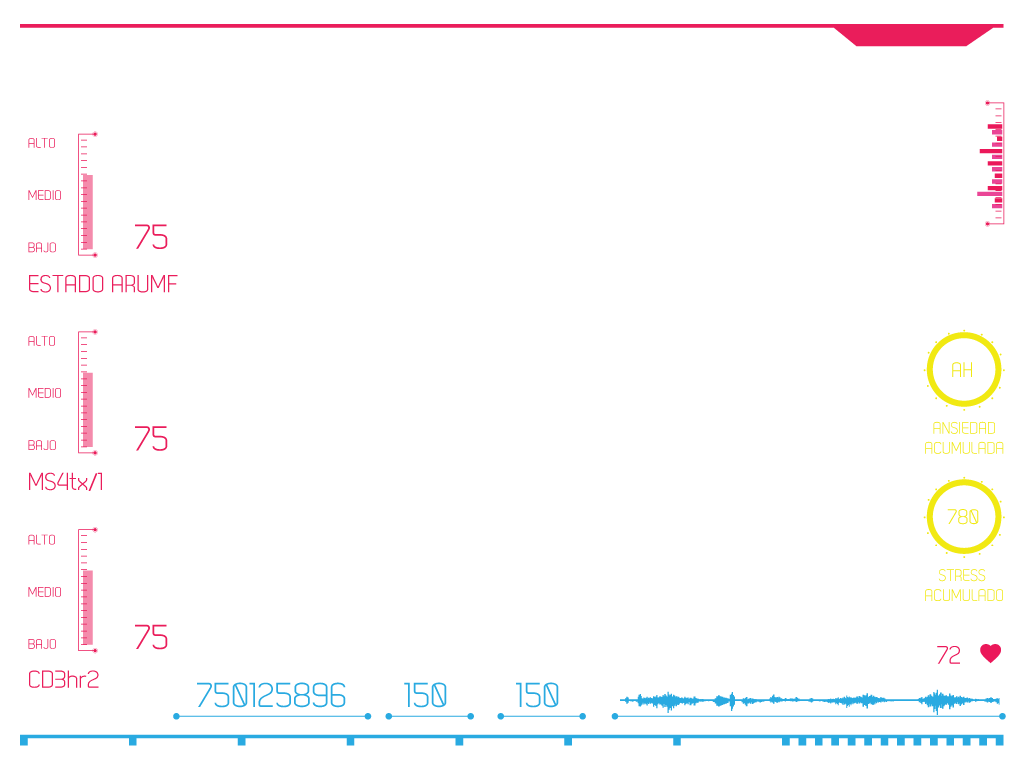 ALTO
MEDIO
BAJO
75
ESTADO ARUMF
ALTO
MEDIO
BAJO
75
MS4tx/1
ALTO
MEDIO
BAJO
75
CD3hr2
AH
ANSIEDAD
ACUMULADA
780
STRESS
ACUMULADO
72
750125896
150
150